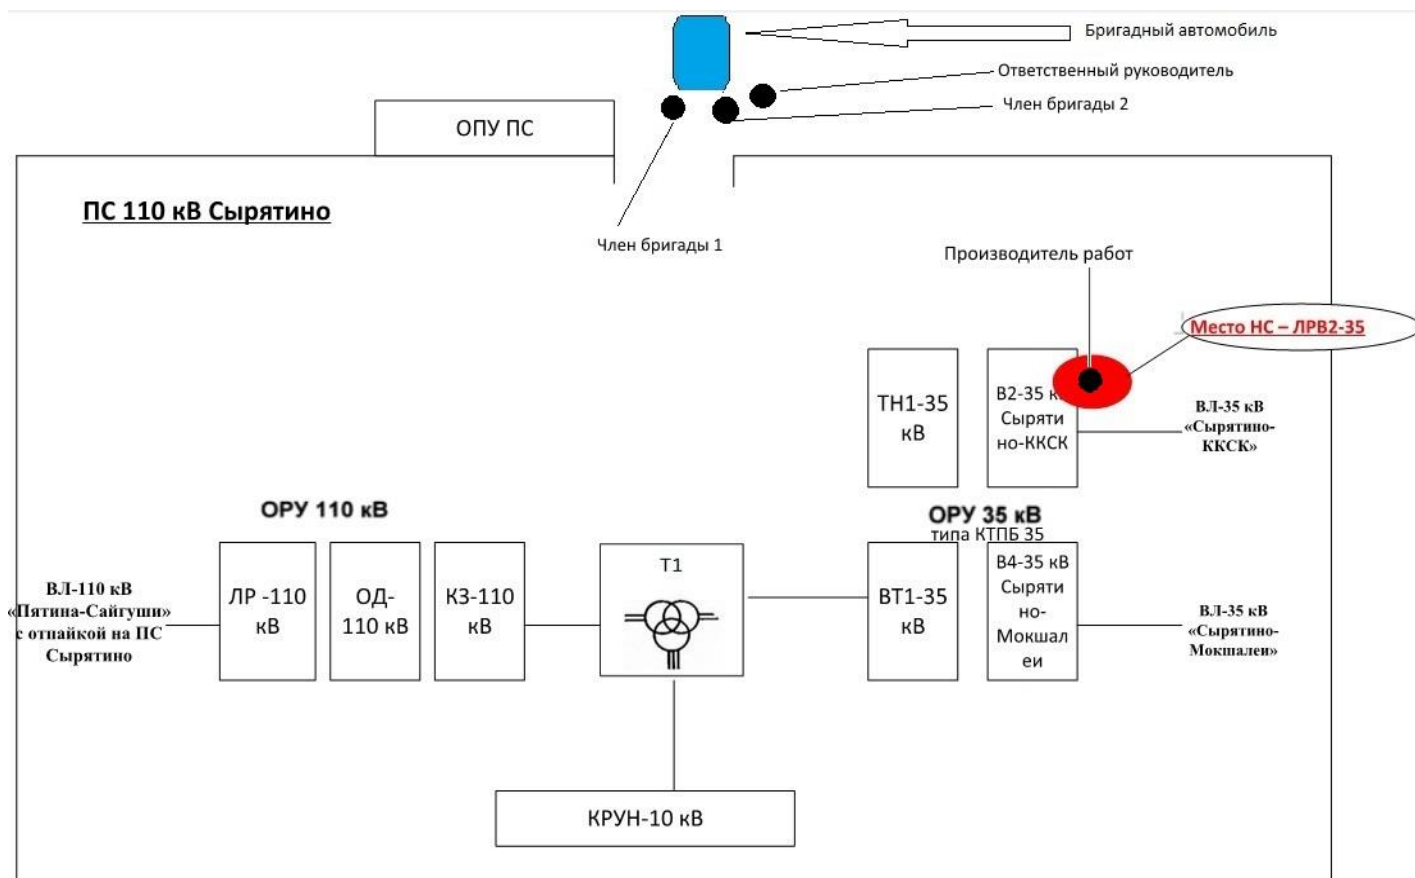 Бригадный автомобиль
Ответственный руководитель
Член бригады 2
ОПУ ПС
ПС 110 кВ Сырятино
Член бригады 1
Производитель работ
Место НС – ЛРВ2-35
ТН1-35
кВ
В2-35 кВ
Сыряти
но-ККСК
ВЛ-35 кВ
«Сырятино-
ККСК»
ОРУ 110 кВ
ОРУ 35 кВ
типа КТПБ 35
ВЛ-110 кВ
«Пятина-Сайгуши»
с отпайкой на ПС
Сырятино
ЛР -110
кВ
ОД-
110 кВ
КЗ-110
кВ
Т1
ВТ1-35
кВ
В4-35 кВ
Сыряти
но-
Мокшал
еи
ВЛ-35 кВ
«Сырятино-
Мокшалеи»
КРУН-10 кВ